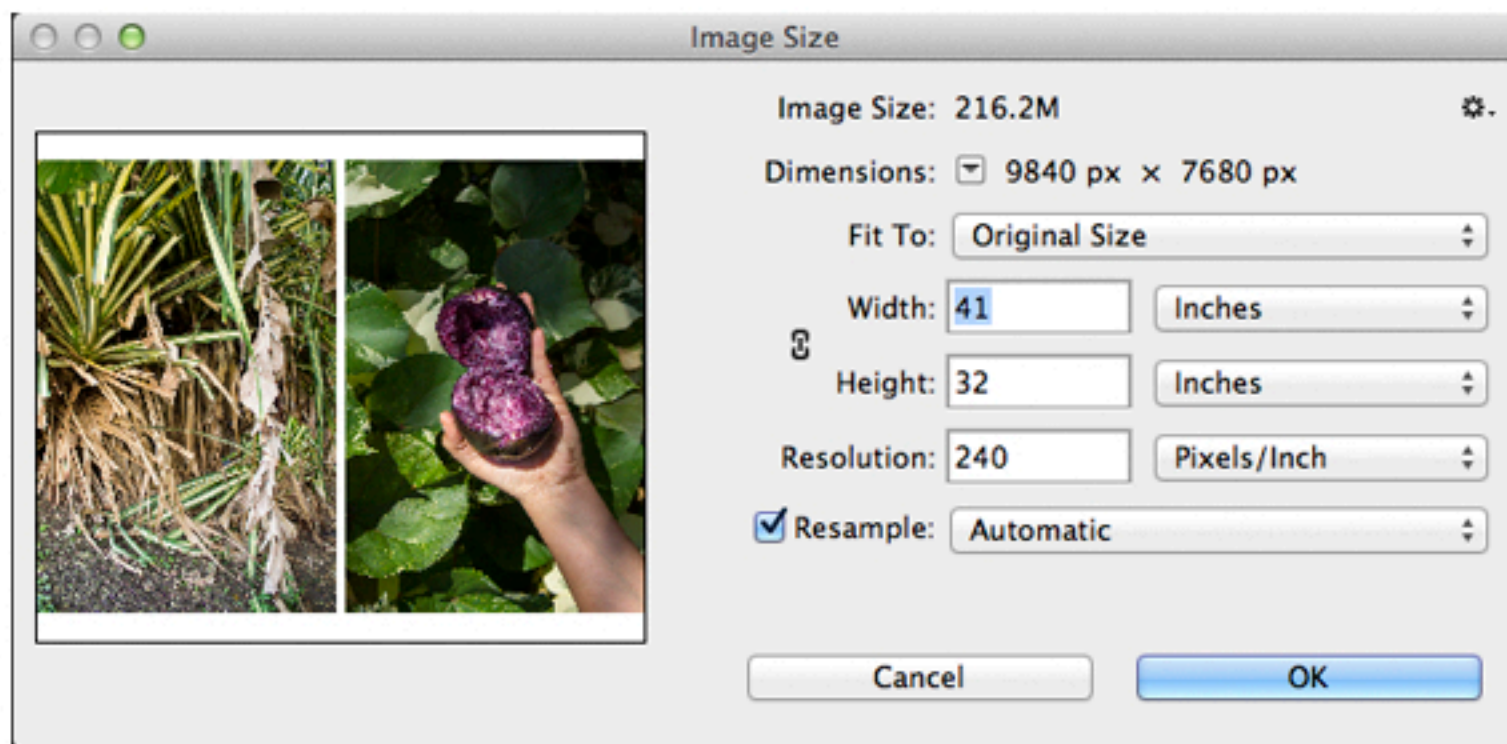 Image Size
Image Size: 216.2M
Dimensions: 9840 px × 7680 px
Fit To: Original Size
Width: 41 Inches
Height: 32 Inches
Resolution: 240 Pixels/Inch
Resample: Automatic
Cancel OK